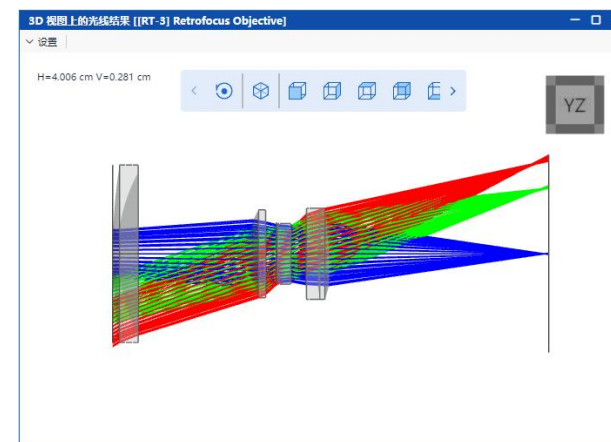 3D 视图上的光线结果 [[RT-3] Retrofocus Objective]
设置
H=4.006 cm V=0.281 cm
YZ